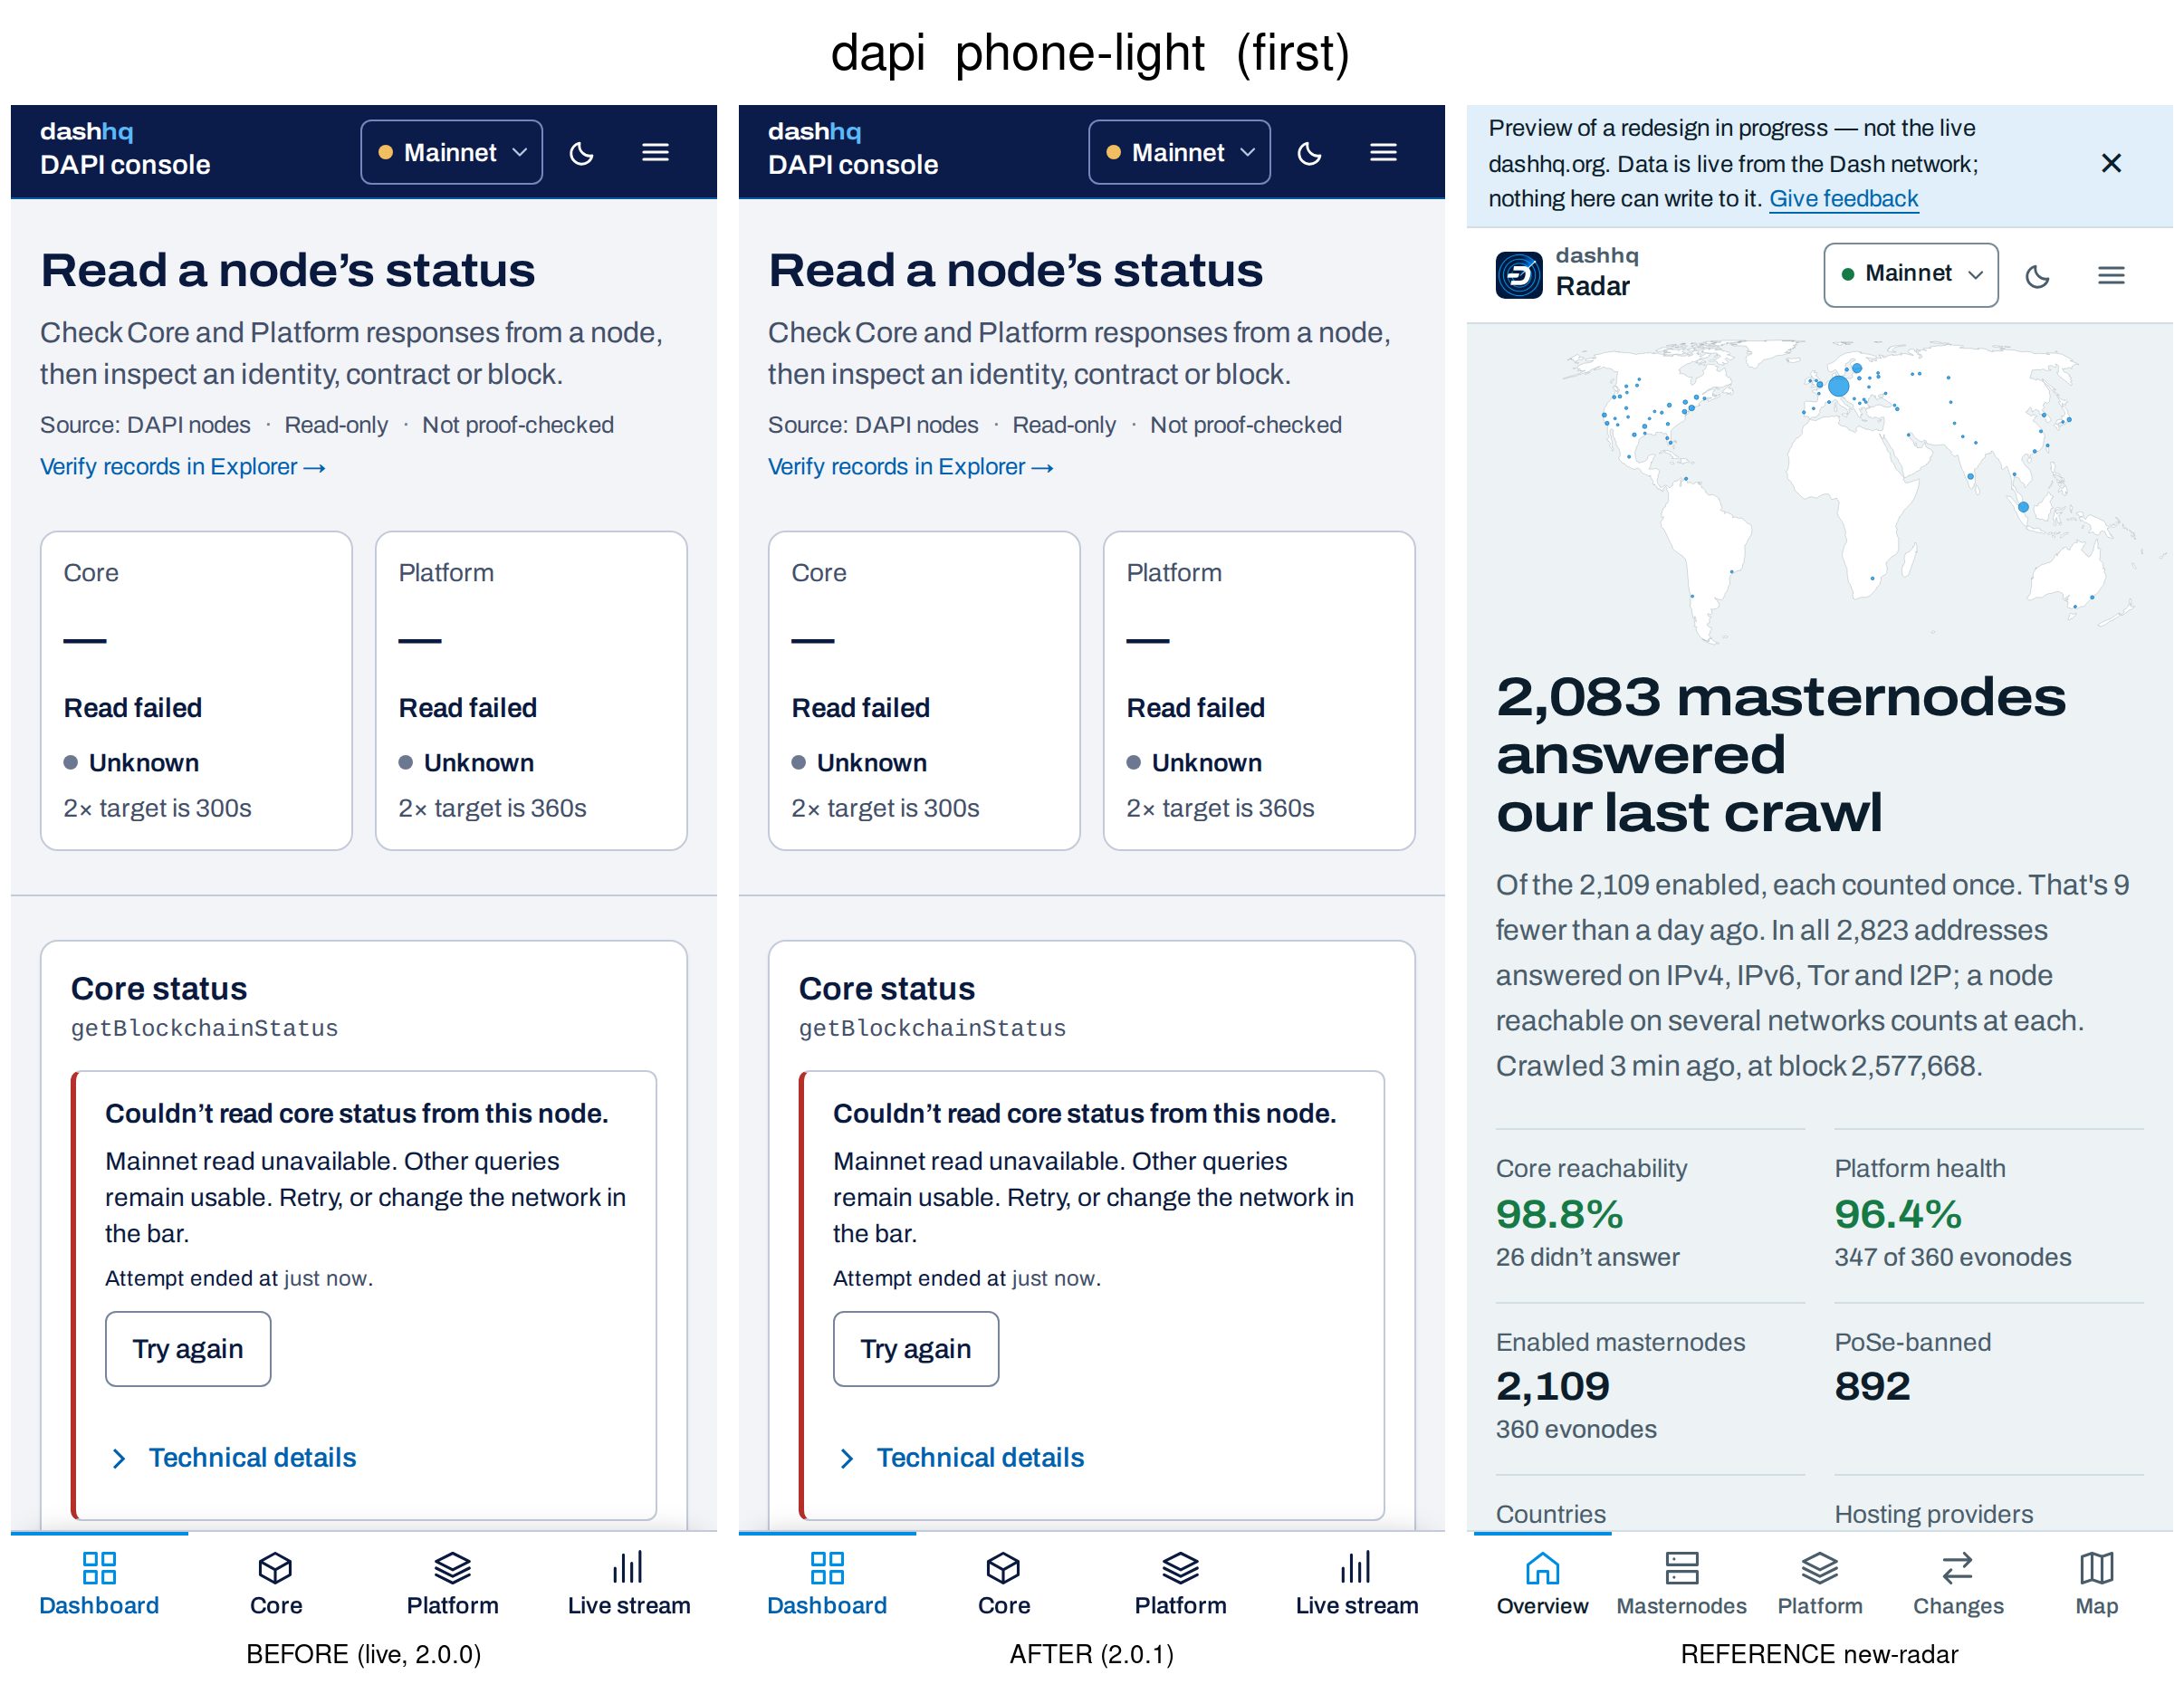 dapi phone-light (first)
dashhq
DAPI console
Mainnet
Read a node’s status
Check Core and Platform responses from a node,
then inspect an identity, contract or block.
Source: DAPI nodes · Read-only · Not proof-checked
Verify records in Explorer →
Core
—
Read failed
Unknown
2× target is 300s
Platform
—
Read failed
Unknown
2× target is 360s
Core status
getBlockchainStatus
Couldn’t read core status from this node.
Mainnet read unavailable. Other queries
remain usable. Retry, or change the network in
the bar.
Attempt ended at just now.
Try again
Technical details
Dashboard
Core
Platform
Live stream
BEFORE (live, 2.0.0)
dashhq
DAPI console
Mainnet
Read a node’s status
Check Core and Platform responses from a node,
then inspect an identity, contract or block.
Source: DAPI nodes · Read-only · Not proof-checked
Verify records in Explorer →
Core
—
Read failed
Unknown
2× target is 300s
Platform
—
Read failed
Unknown
2× target is 360s
Core status
getBlockchainStatus
Couldn’t read core status from this node.
Mainnet read unavailable. Other queries
remain usable. Retry, or change the network in
the bar.
Attempt ended at just now.
Try again
Technical details
Dashboard
Core
Platform
Live stream
AFTER (2.0.1)
Preview of a redesign in progress — not the live
dashhq.org. Data is live from the Dash network;
nothing here can write to it. Give feedback
dashhq
Radar
Mainnet
2,083 masternodes
answered
our last crawl
Of the 2,109 enabled, each counted once. That's 9
fewer than a day ago. In all 2,823 addresses
answered on IPv4, IPv6, Tor and I2P; a node
reachable on several networks counts at each.
Crawled 3 min ago, at block 2,577,668.
Core reachability
98.8%
26 didn’t answer
Platform health
96.4%
347 of 360 evonodes
Enabled masternodes
2,109
360 evonodes
PoSe-banned
892
Countries
Hosting providers
Overview
Masternodes
Platform
Changes
Map
REFERENCE new-radar